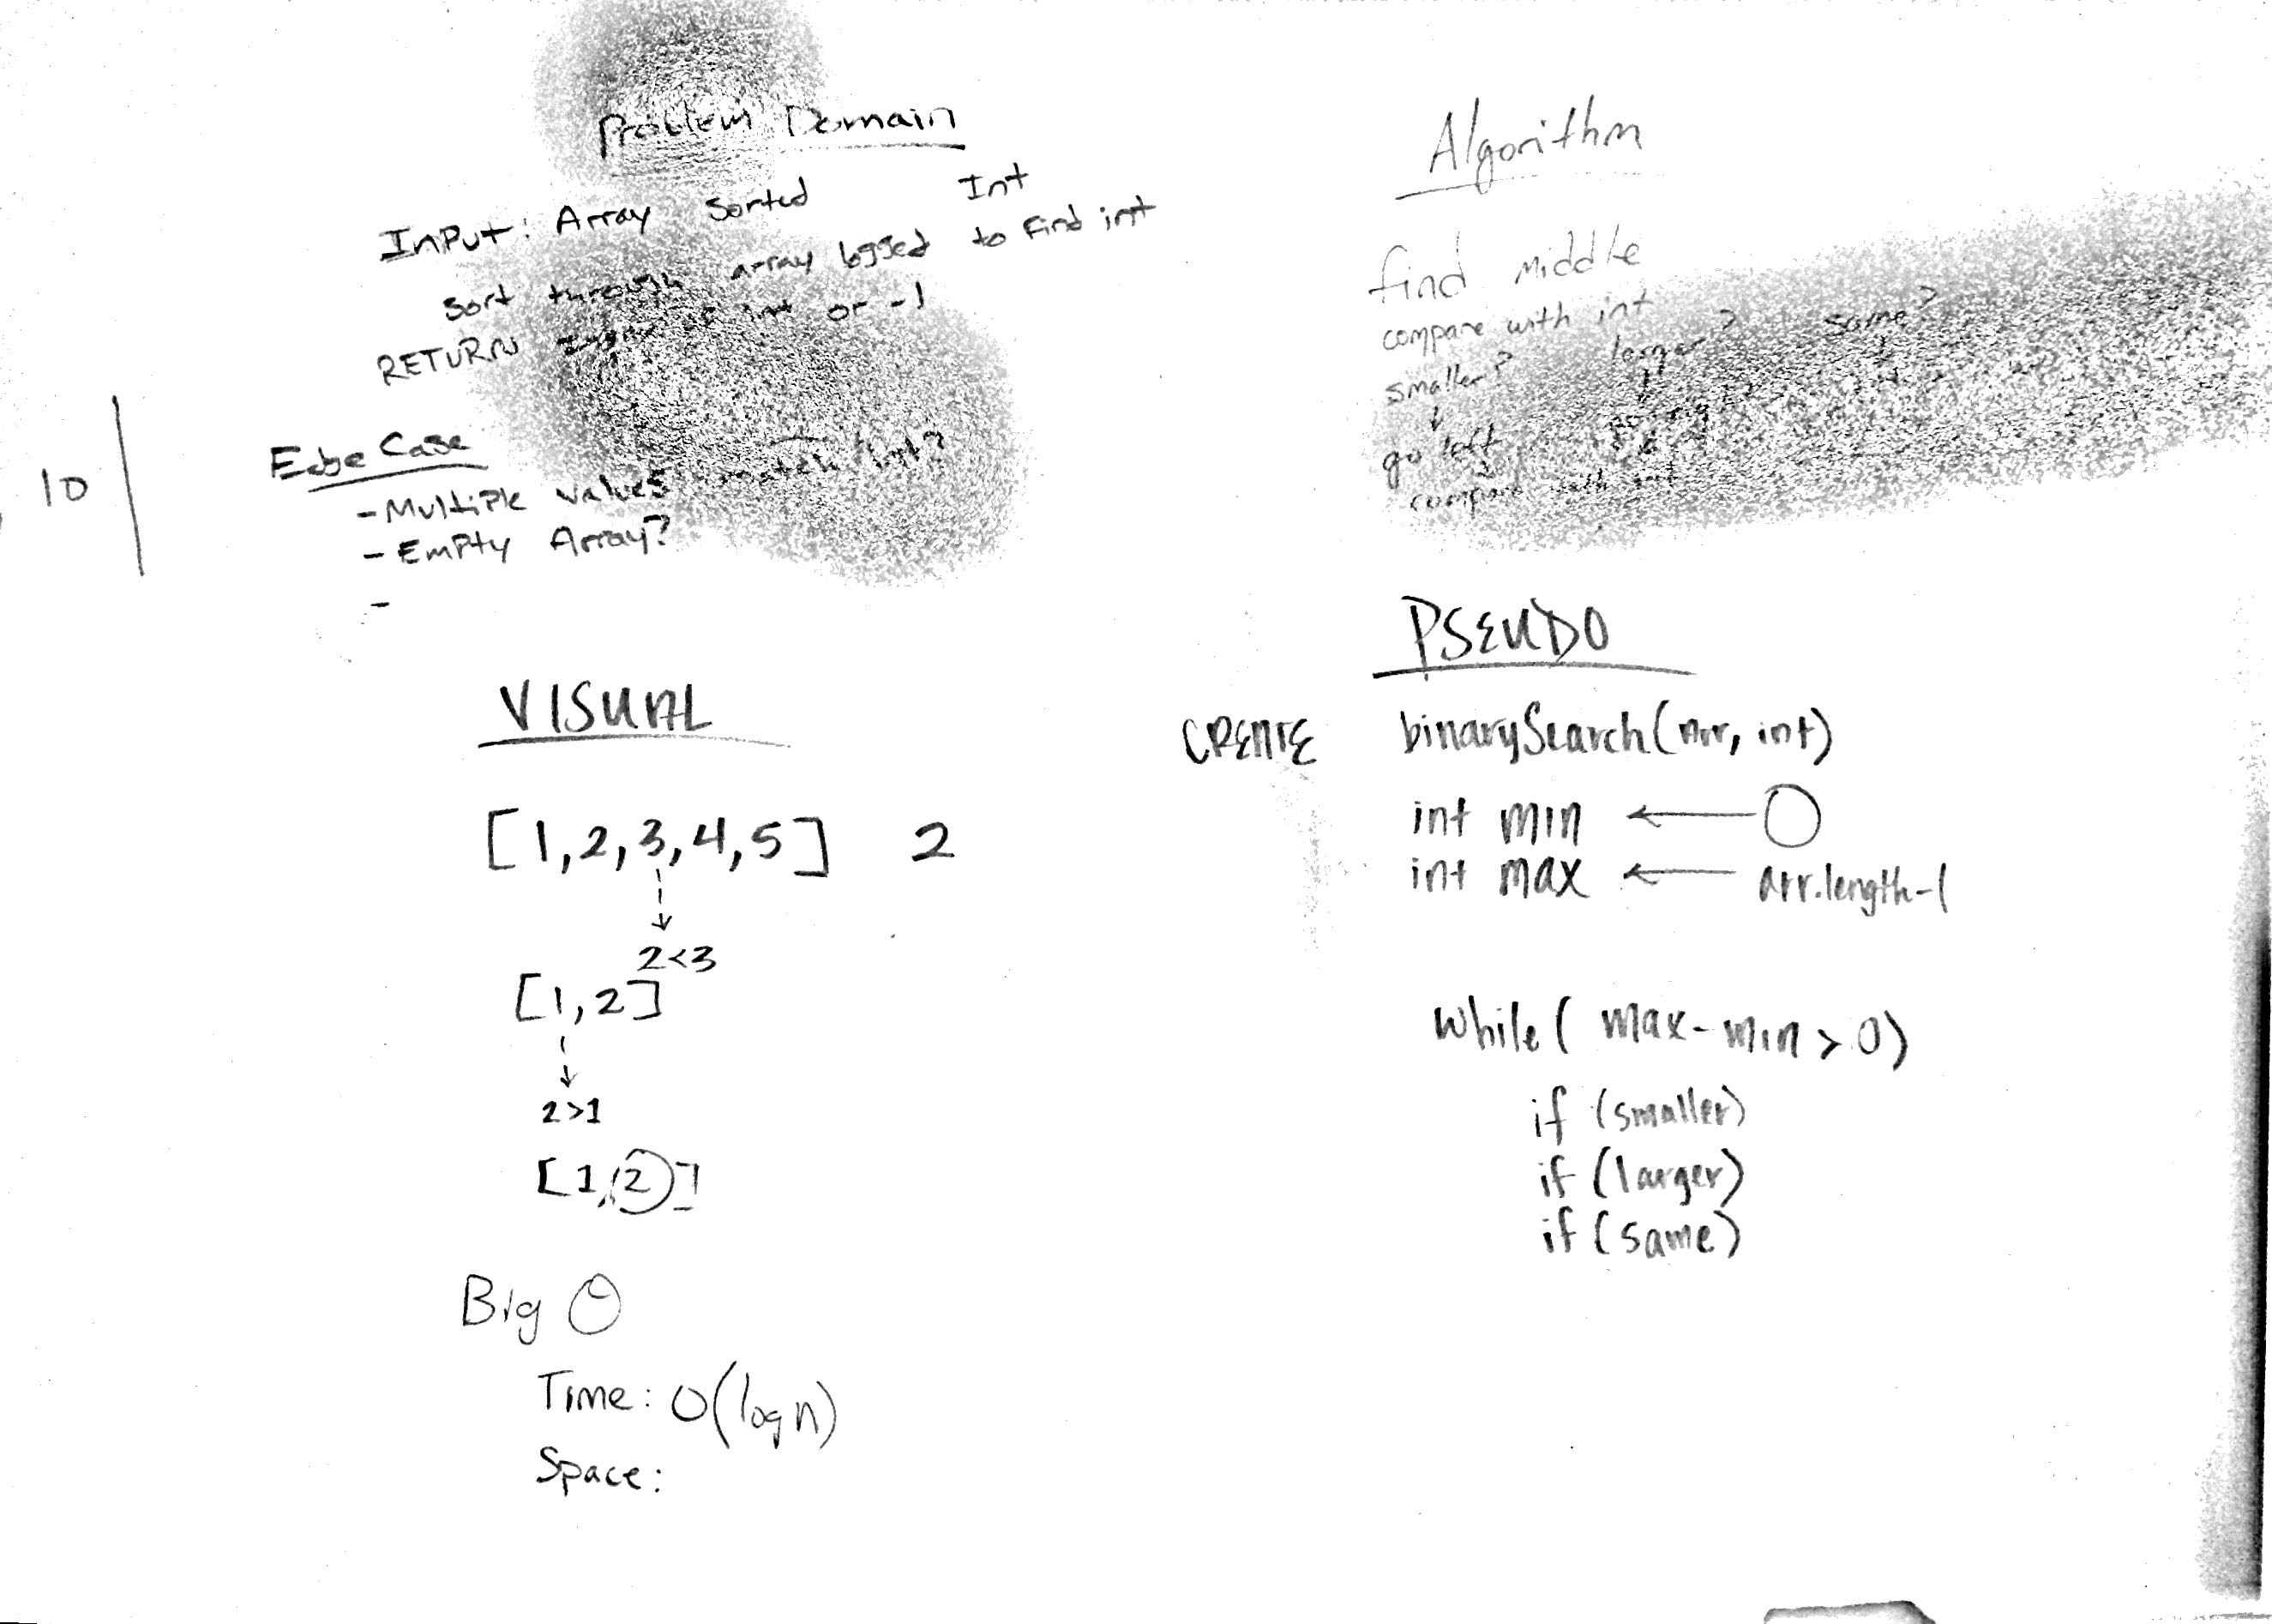 Problem Domain
INPUT: Array Sorted Int
Sort through array to find int
RETURN int or -1
Edge Case
- Multiple values match int?
- Empty Array?
-
10
VISUAL
[1,2,3,4,5] 2
2<3
[1,2]
2>1
[1,2]
Big O
Time: O(log n)
Space:
Algorithm
find middle
compare with int
smaller? larger? same?
go left
compare with int
PSEUDO
CREATE binarySearch(Arr, int)
int min ← 0
int max ← arr.length-1
while( max-min > 0)
if (smaller)
if (larger)
if (same)